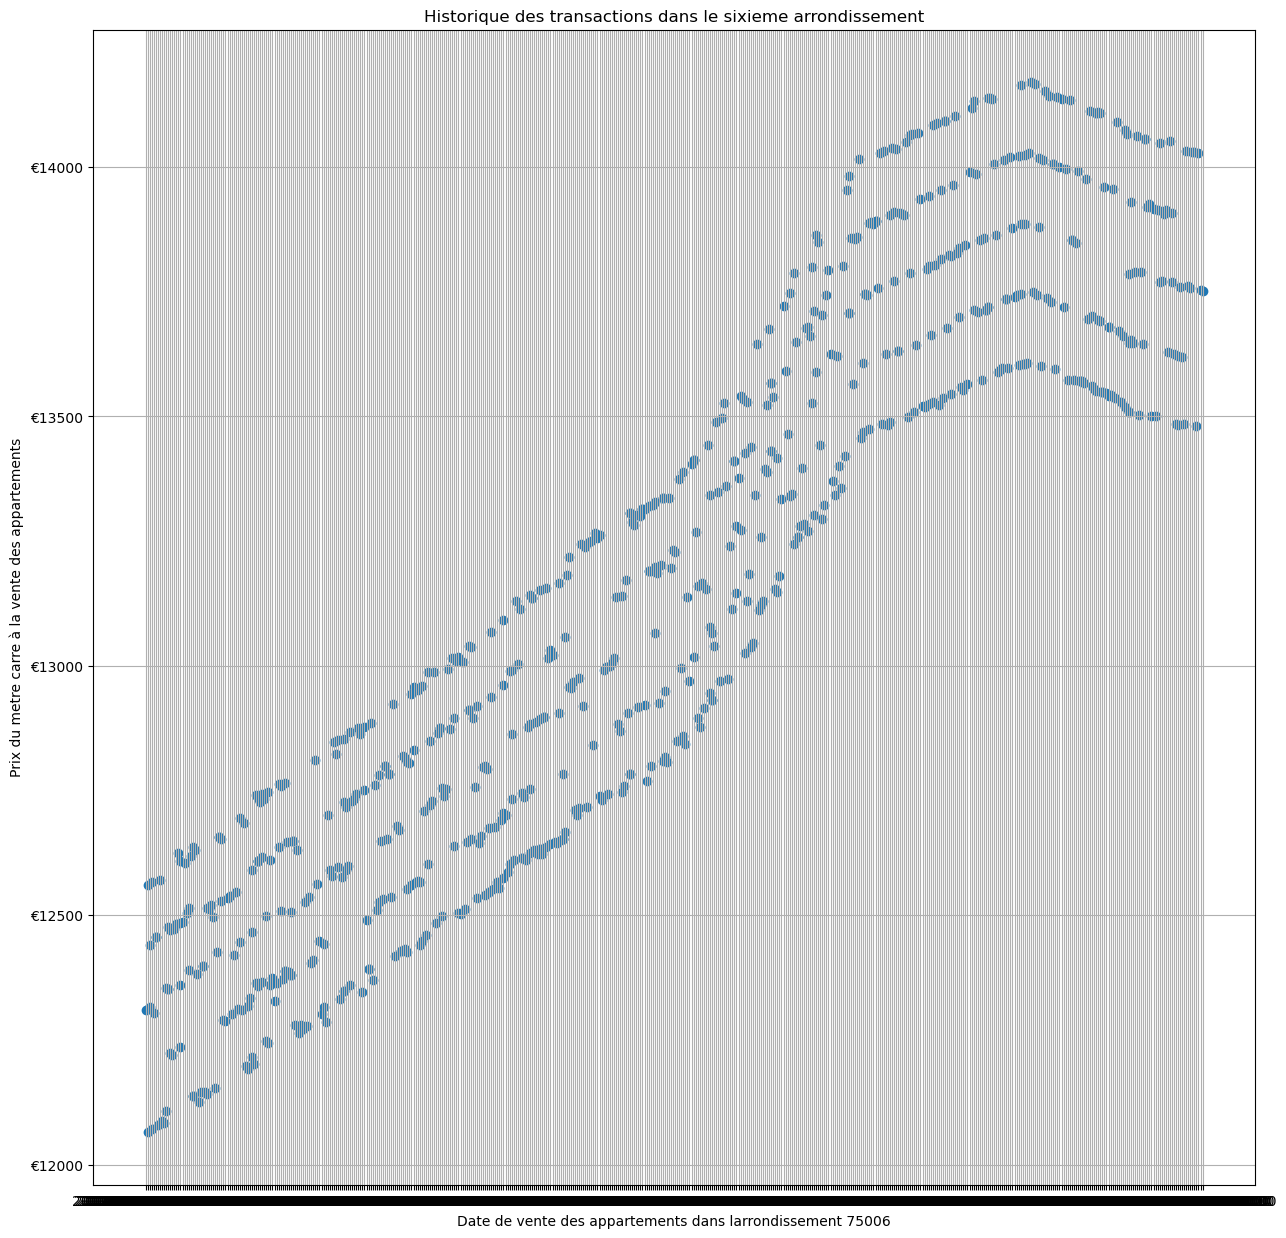 Historique des transactions dans le sixieme arrondissement
Prix du metre carre à la vente des appartements
€14000
€13500
€13000
€12500
€12000
Date de vente des appartements dans larrondissement 75006